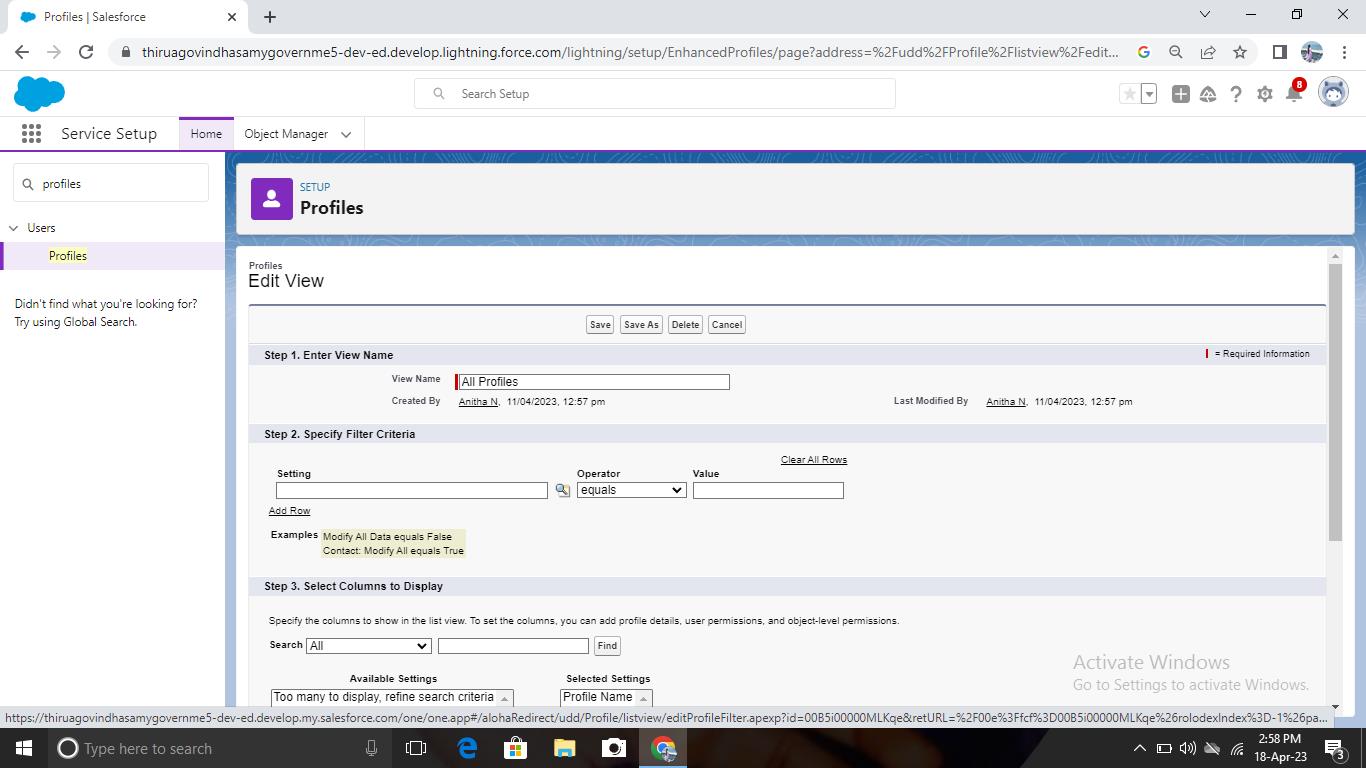 Profiles | Salesforce
thiruagovindhasamygovernme5-dev-ed.develop.lightning.force.com/lightning/setup/EnhancedProfiles/page?address=%2Fudd%2FProfile%2Flistview%2Fedit...
Search Setup
8
Service Setup
Home
Object Manager
profiles
Users
Profiles
Didn't find what you're looking for?
Try using Global Search.
SETUP
Profiles
Profiles
Edit View
Save Save As Delete Cancel
Step 1. Enter View Name
= Required Information
View Name All Profiles
Created By Anitha N, 11/04/2023, 12:57 pm
Last Modified By Anitha N, 11/04/2023, 12:57 pm
Step 2. Specify Filter Criteria
Clear All Rows
Setting Operator Value
equals
Add Row
Examples Modify All Data equals False
Contact: Modify All equals True
Step 3. Select Columns to Display
Specify the columns to show in the list view. To set the columns, you can add profile details, user permissions, and object-level permissions.
Search All Find
Available Settings Selected Settings
Too many to display, refine search criteria Profile Name
Activate Windows
Go to Settings to activate Windows.
https://thiruagovindhasamygovernme5-dev-ed.develop.my.salesforce.com/one/one.app#/alohaRedirect/udd/Profile/listview/editProfileFilter.apexp?id=00B5i00000MLKqe&retURL=%2F00e%3Ffcf%3D00B5i00000MLKqe%26rolodexIndex%3D-1%26pa...
Type here to search
2:58 PM
18-Apr-23
3